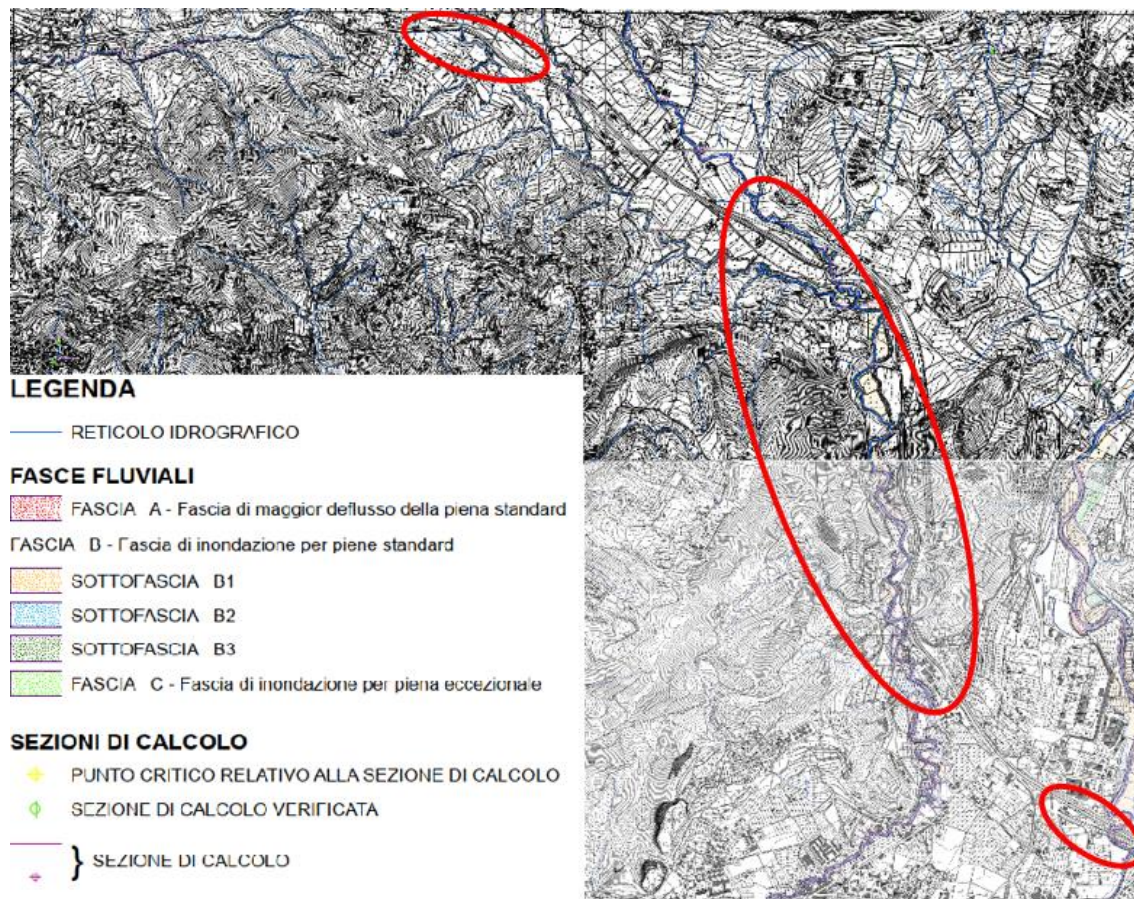 LEGENDA
RETICOLO IDROGRAFICO
FASCE FLUVIALI
FASCIA A - Fascia di maggior deflusso della piena standard
FASCIA B - Fascia di inondazione per piene standard
SOTTOFASCIA B1
SOTTOFASCIA B2
SOTTOFASCIA B3
FASCIA C - Fascia di inondazione per piena eccezionale
SEZIONI DI CALCOLO
PUNTO CRITICO RELATIVO ALLA SEZIONE DI CALCOLO
SEZIONE DI CALCOLO VERIFICATA
} SEZIONE DI CALCOLO